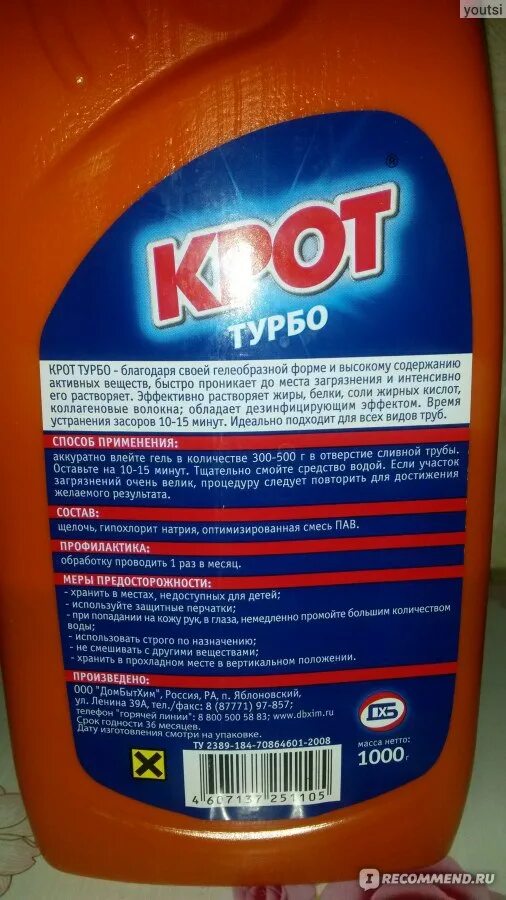 youtsi
КРОТ
®
ТУРБО
КРОТ ТУРБО - благодаря своей гелеобразной форме и высокому содержанию
активных веществ, быстро проникает до места загрязнения и интенсивно
его растворяет. Эффективно растворяет жиры, белки, соли жирных кислот,
коллагеновые волокна; обладает дезинфицирующим эффектом. Время
устранения засоров 10-15 минут. Идеально подходит для всех видов труб.
СПОСОБ ПРИМЕНЕНИЯ:
аккуратно влейте гель в количестве 300-500 г в отверстие сливной трубы.
Оставьте на 10-15 минут. Тщательно смойте средство водой. Если участок
загрязнений очень велик, процедуру следует повторить для достижения
желаемого результата.
СОСТАВ:
щелочь, гипохлорит натрия, оптимизированная смесь ПАВ.
ПРОФИЛАКТИКА:
обработку проводить 1 раз в месяц.
МЕРЫ ПРЕДОСТОРОЖНОСТИ:
- хранить в местах, недоступных для детей;
- используйте защитные перчатки;
- при попадании на кожу рук, в глаза, немедленно промойте большим количеством
воды;
- использовать строго по назначению;
- не смешивать с другими веществами;
- хранить в прохладном месте в вертикальном положении.
ПРОИЗВЕДЕНО:
ООО "ДомБытХим", Россия, РА, п. Яблоновский,
ул. Ленина 39А, тел./факс: 8 (87771) 97-857;
телефон "горячей линии": 8 800 500 58 83; www.dbxim.ru
Срок годности 36 месяцев.
Дату изготовления смотри на упаковке.
ДХБ
масса нетто:
1000 г
ТУ 2389-184-70864601-2008
4 607137 251105
IRECOMMEND.RU